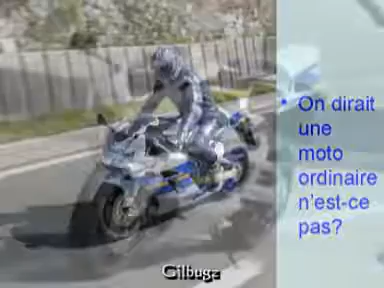 • On dirait
une
moto
ordinaire
n'est-ce
pas?
Gilbugz